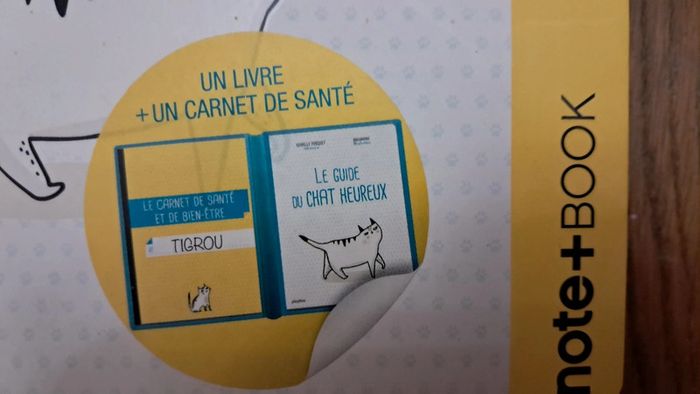 UN LIVRE
+ UN CARNET DE SANTÉ
LE CARNET DE SANTÉ
ET DE BIEN-ÊTRE
TIGROU
LE GUIDE
DU CHAT HEUREUX
note+BOOK